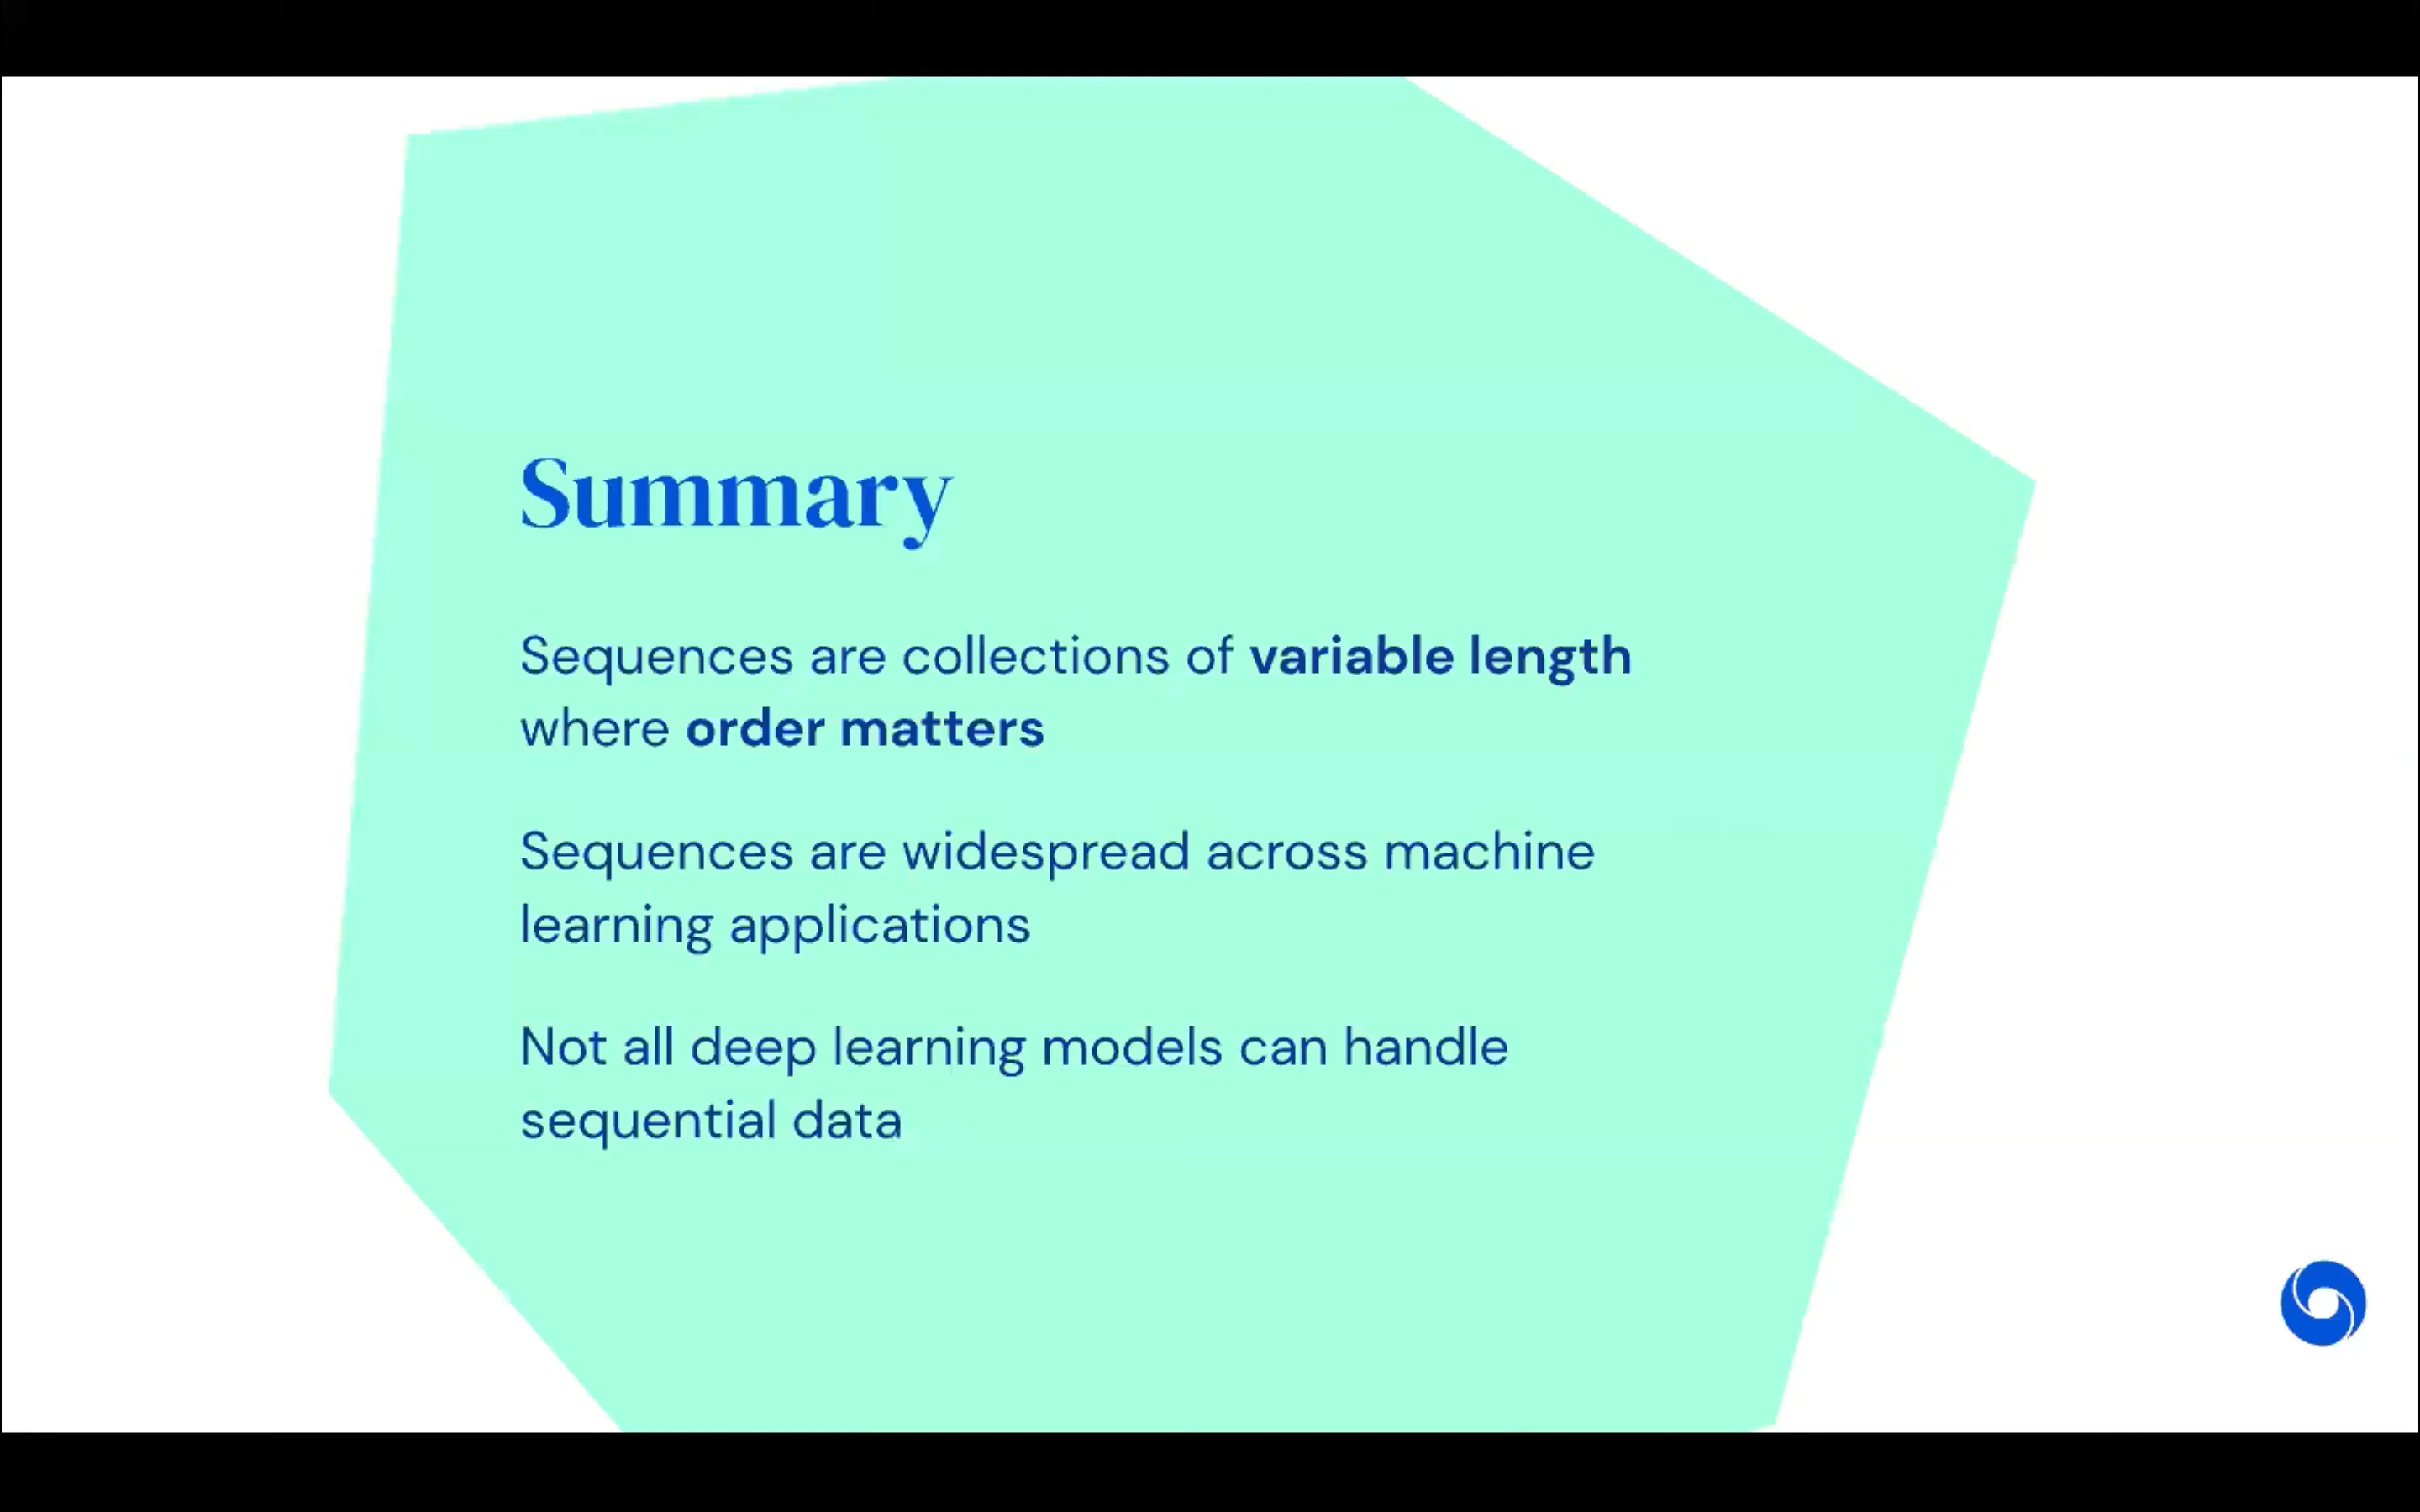 Summary
Sequences are collections of variable length
where order matters
Sequences are widespread across machine
learning applications
Not all deep learning models can handle
sequential data